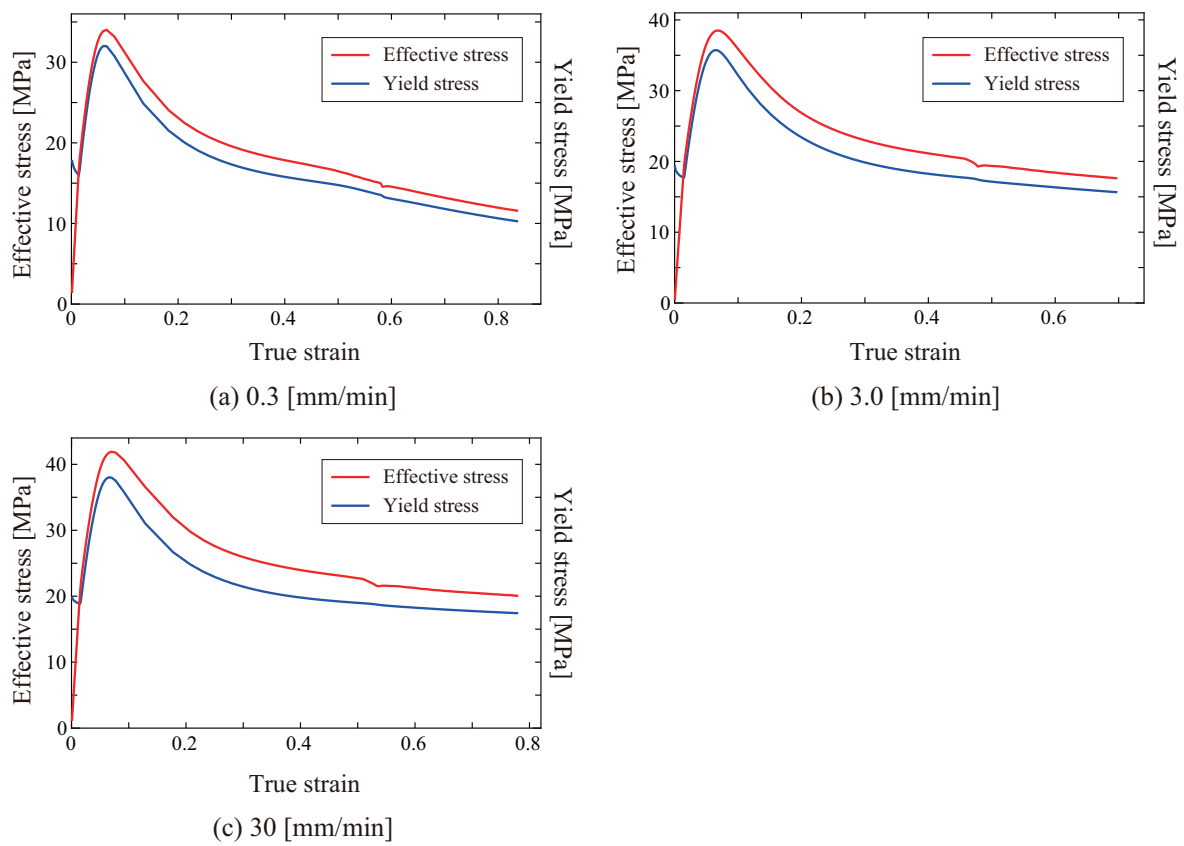 Effective stress [MPa]
30
20
10
0
0
0.2
0.4
0.6
0.8
Effective stress
Yield stress
Yield stress [MPa]
True strain
(a) 0.3 [mm/min]
Effective stress [MPa]
40
30
20
10
0
0
0.2
0.4
0.6
Effective stress
Yield stress
Yield stress [MPa]
True strain
(b) 3.0 [mm/min]
Effective stress [MPa]
40
30
20
10
0
0
0.2
0.4
0.6
0.8
Effective stress
Yield stress
Yield stress [MPa]
True strain
(c) 30 [mm/min]